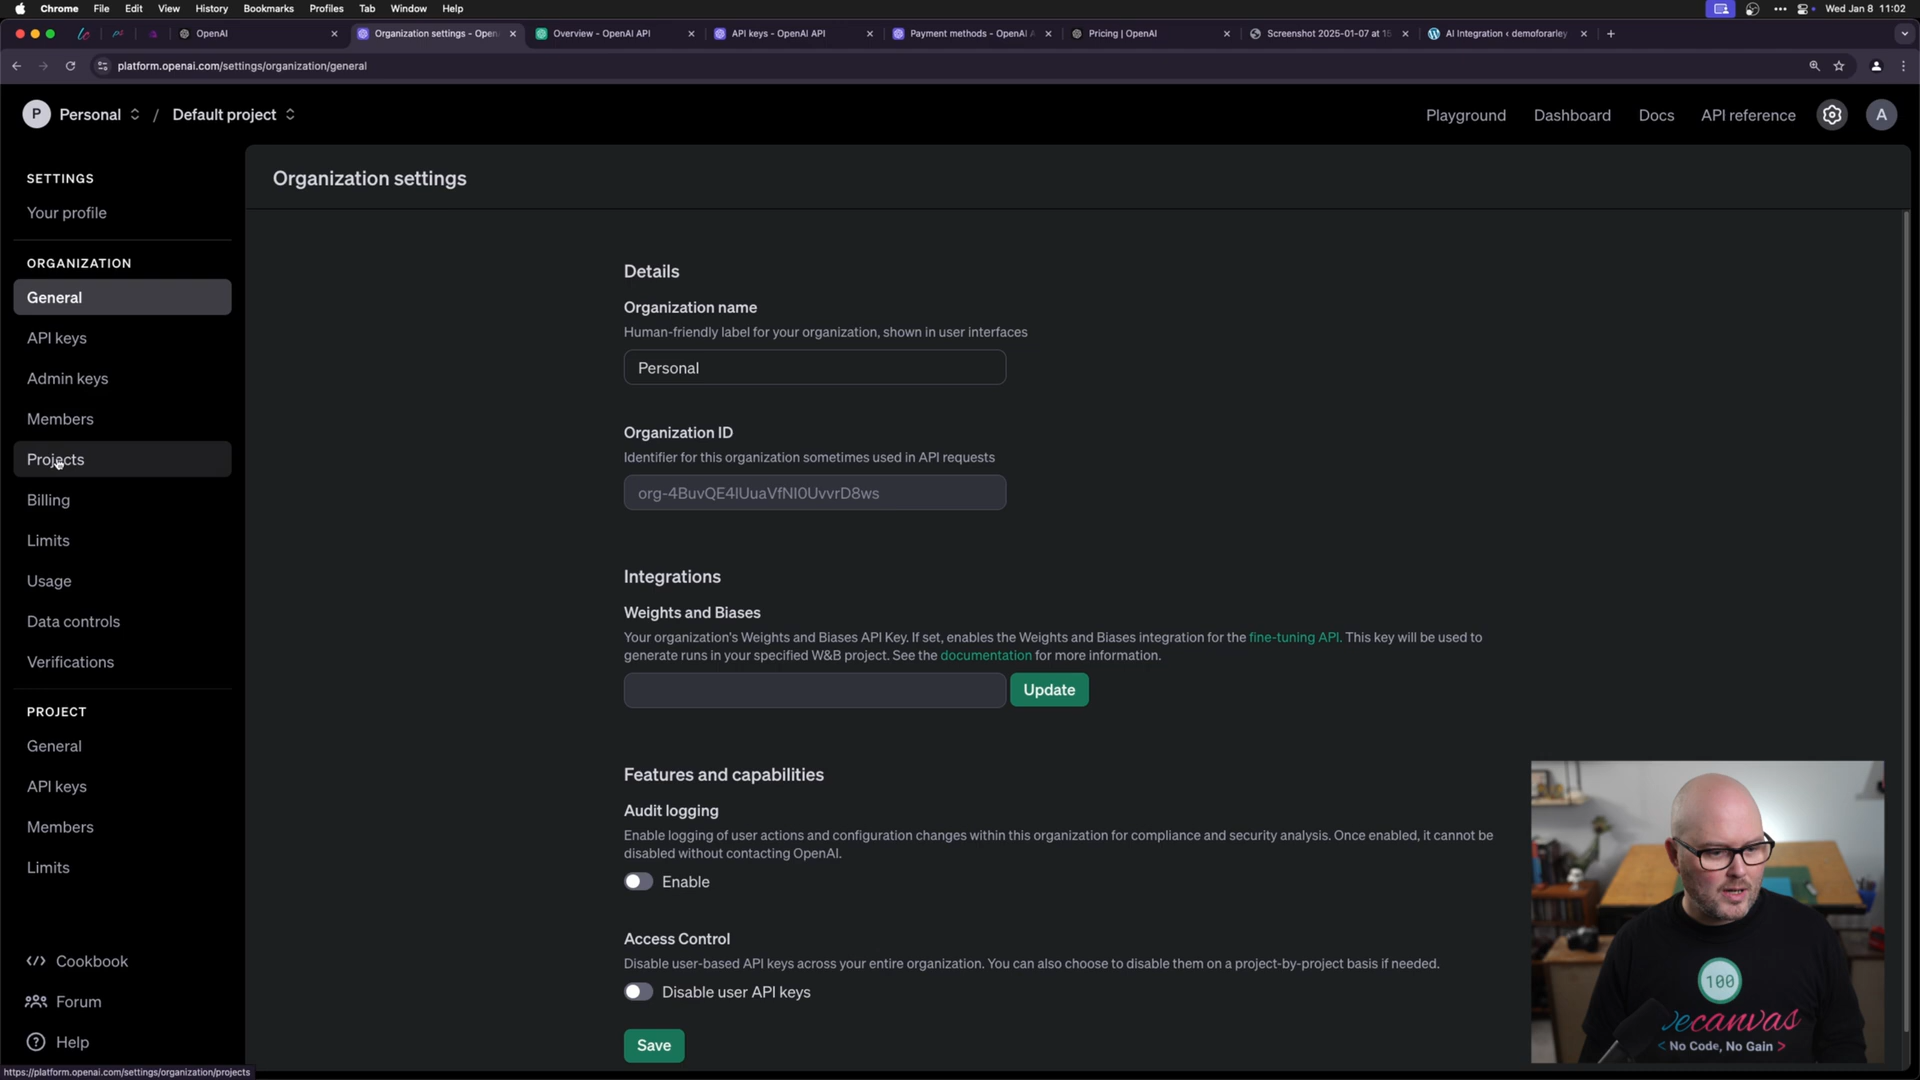 Chrome File Edit View History Bookmarks Profiles Tab Window Help
Wed Jan 8 11:02
OpenAI
Organization settings - Open
Overview - OpenAI API
API keys - OpenAI API
Payment methods - OpenAI A
Pricing | OpenAI
Screenshot 2025-01-07 at 15
AI Integration ‹ demoforarley
platform.openai.com/settings/organization/general
P Personal / Default project
Playground Dashboard Docs API reference A
SETTINGS
Your profile
ORGANIZATION
General
API keys
Admin keys
Members
Projects
Billing
Limits
Usage
Data controls
Verifications
PROJECT
General
API keys
Members
Limits
Cookbook
Forum
Help
https://platform.openai.com/settings/organization/projects
Organization settings
Details
Organization name
Human-friendly label for your organization, shown in user interfaces
Personal
Organization ID
Identifier for this organization sometimes used in API requests
org-4BuvQE4lUuaVfNI0UvvrD8ws
Integrations
Weights and Biases
Your organization's Weights and Biases API Key. If set, enables the Weights and Biases integration for the fine-tuning API. This key will be used to
generate runs in your specified W&B project. See the documentation for more information.
Update
Features and capabilities
Audit logging
Enable logging of user actions and configuration changes within this organization for compliance and security analysis. Once enabled, it cannot be
disabled without contacting OpenAI.
Enable
Access Control
Disable user-based API keys across your entire organization. You can also choose to disable them on a project-by-project basis if needed.
Disable user API keys
Save
100
ecanvas
< No Code, No Gain >